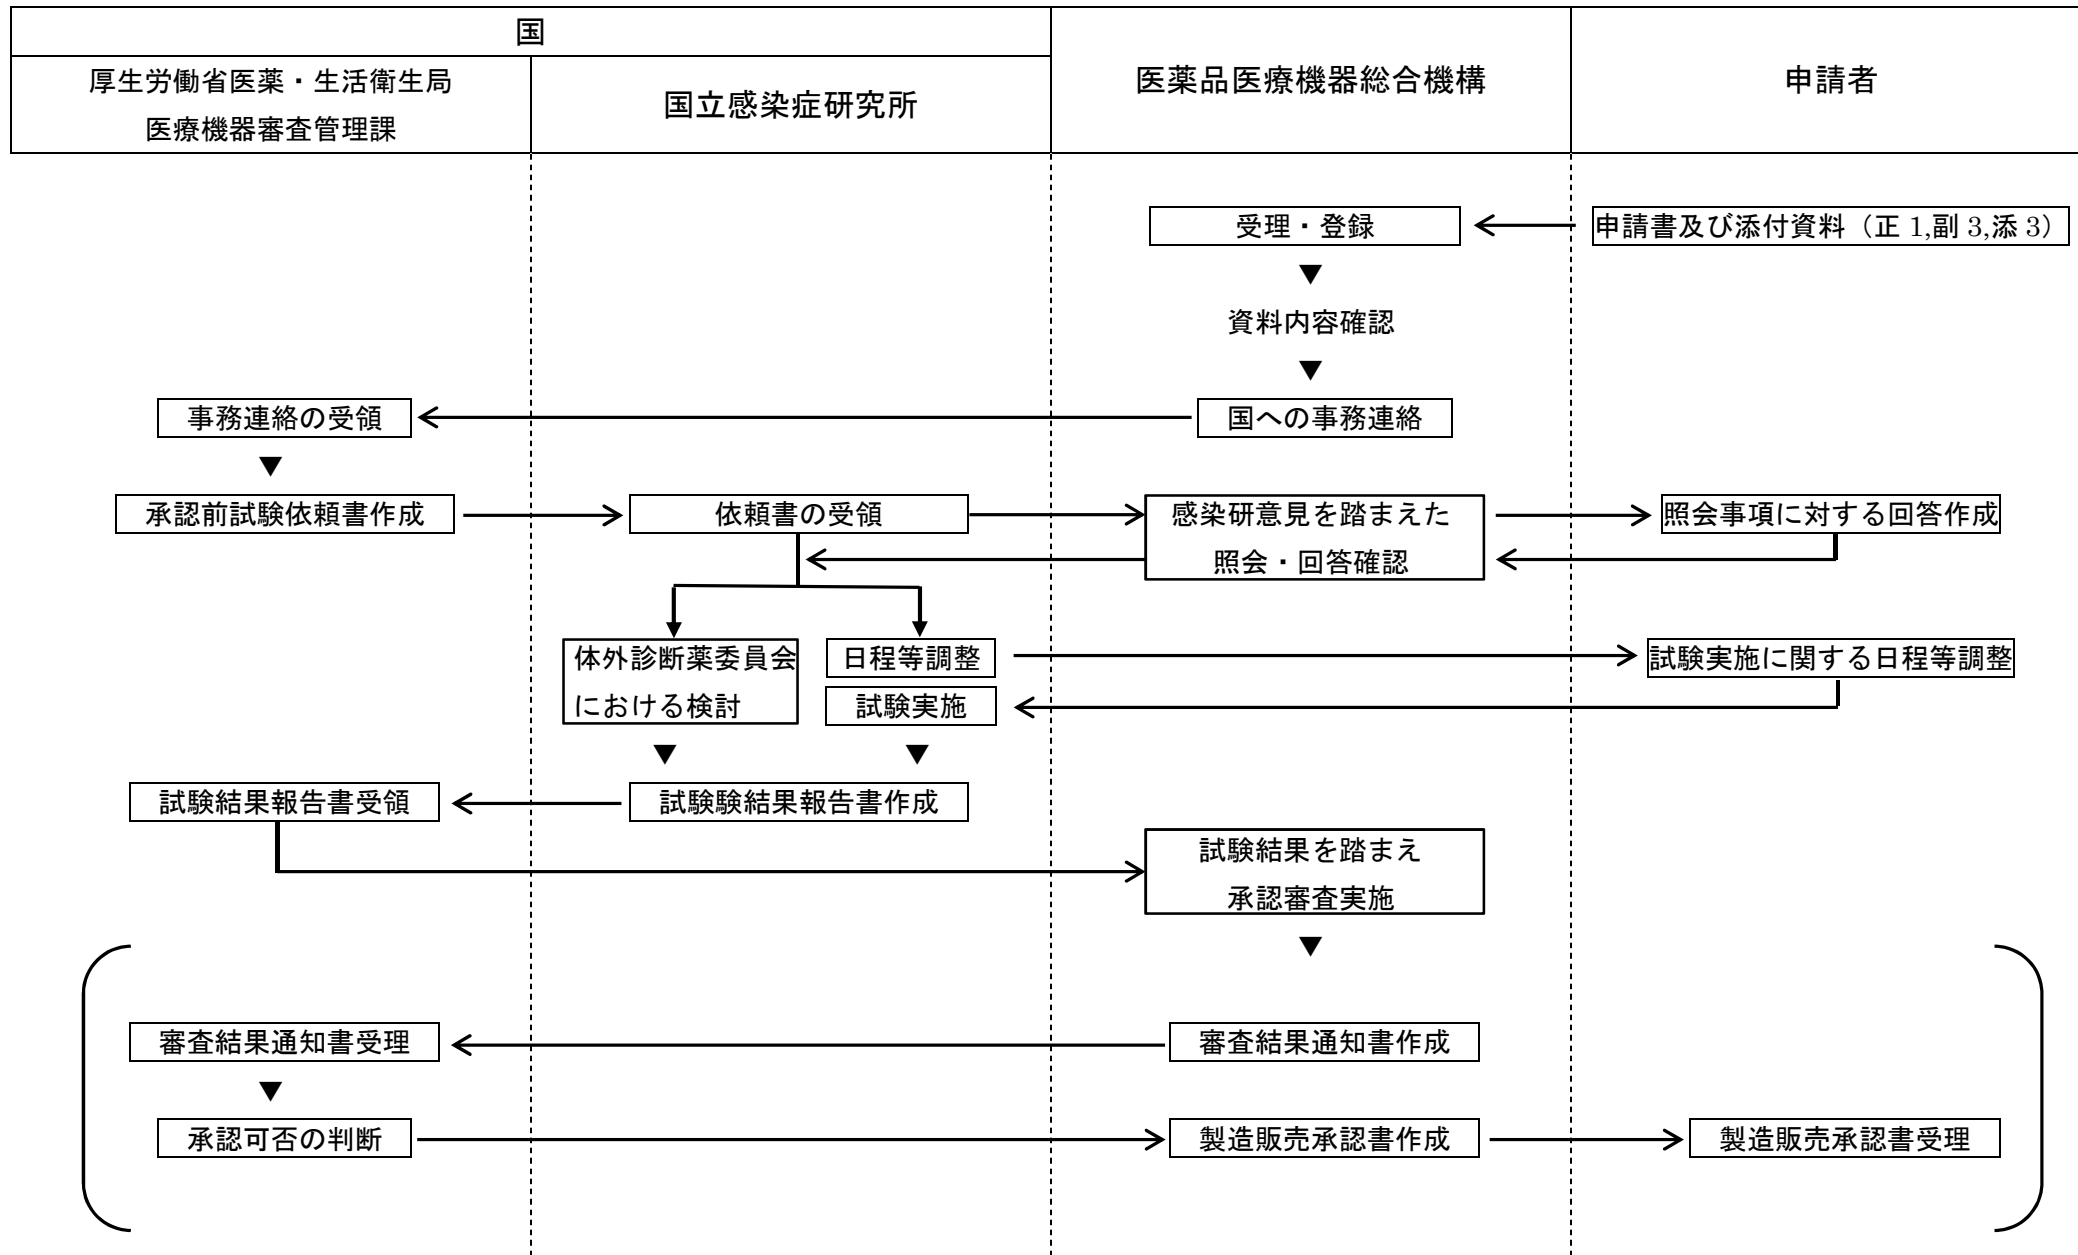 国
厚生労働省医薬・生活衛生局
医療機器審査管理課
国立感染症研究所
医薬品医療機器総合機構
申請者
受理・登録
申請書及び添付資料（正 1,副 3,添 3）
資料内容確認
事務連絡の受領
国への事務連絡
承認前試験依頼書作成
依頼書の受領
感染研意見を踏まえた
照会・回答確認
照会事項に対する回答作成
体外診断薬委員会
における検討
日程等調整
試験実施に関する日程等調整
試験実施
試験結果報告書受領
試験験結果報告書作成
試験結果を踏まえ
承認審査実施
審査結果通知書受理
審査結果通知書作成
承認可否の判断
製造販売承認書作成
製造販売承認書受理